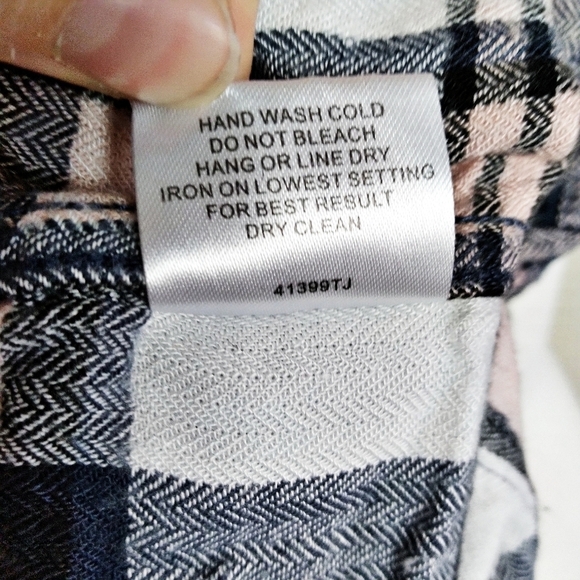 HAND WASH COLD
DO NOT BLEACH
HANG OR LINE DRY
IRON ON LOWEST SETTING
FOR BEST RESULT
DRY CLEAN
41399TJ